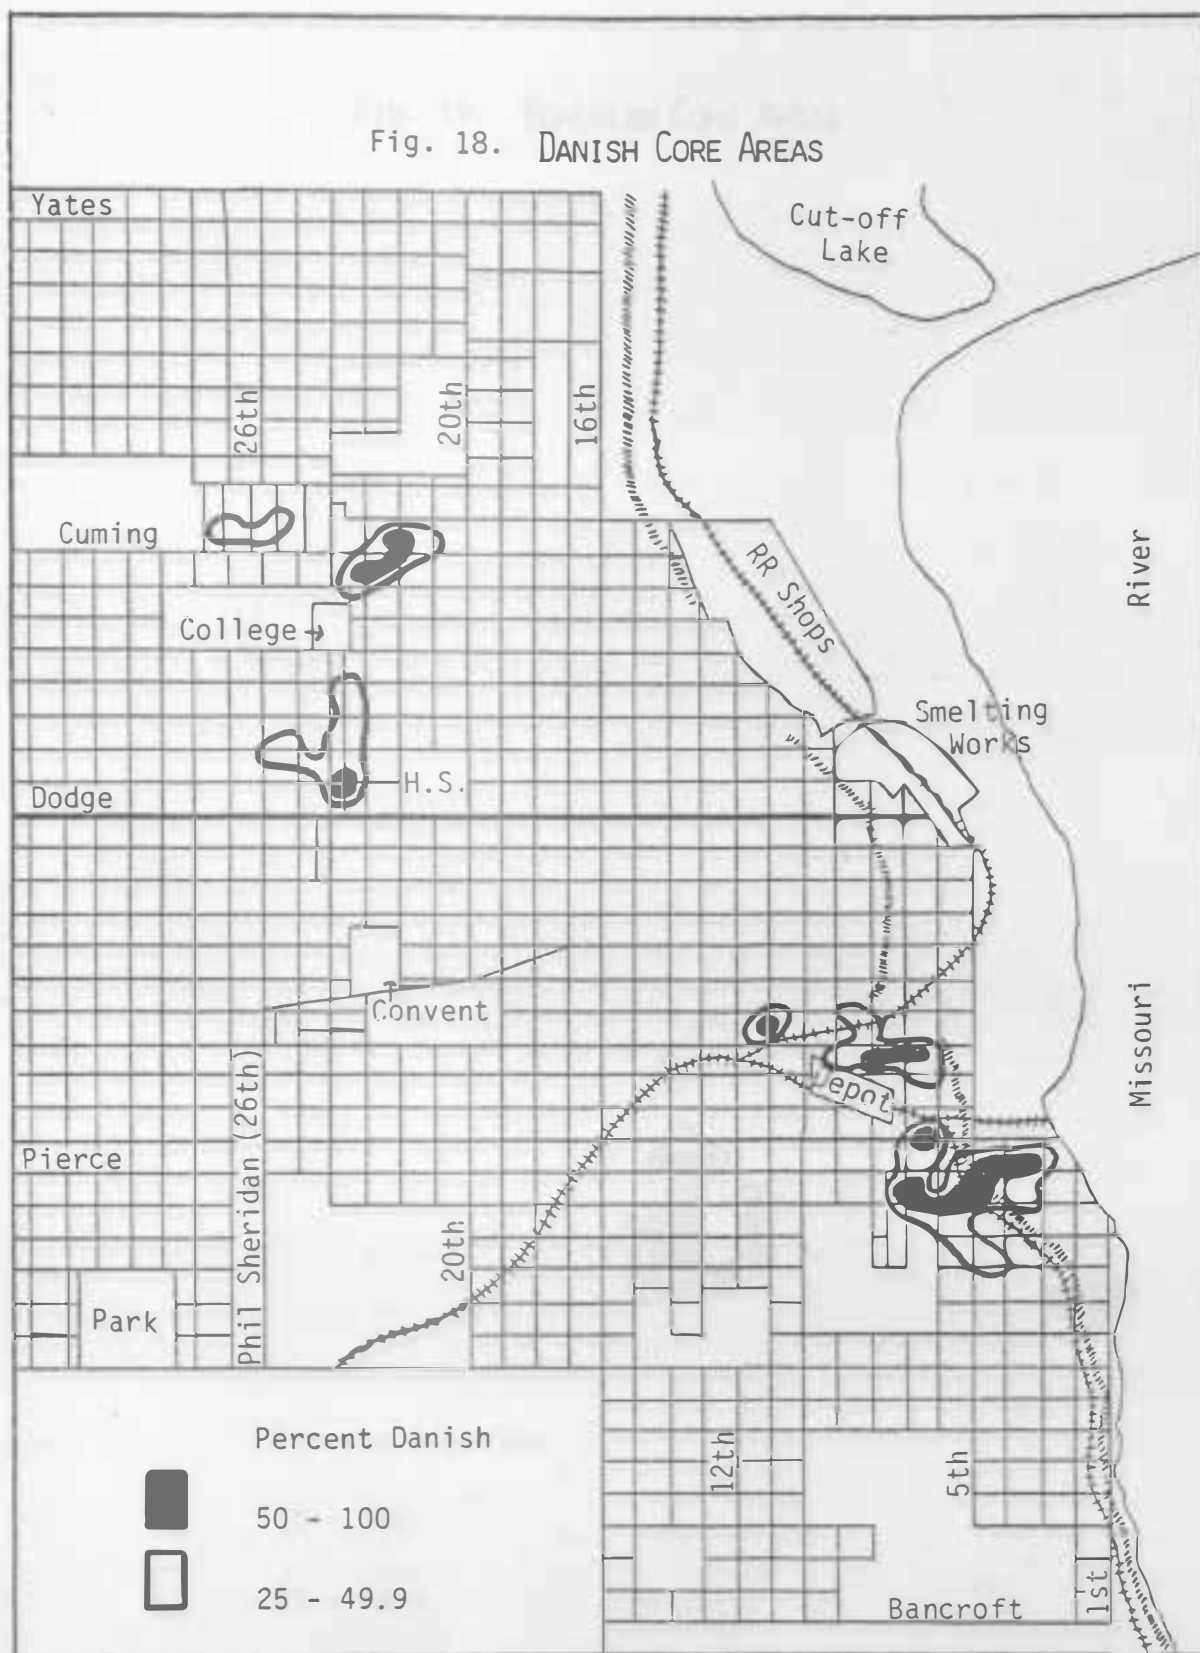 Fig. 18. DANISH CORE AREAS
Yates
Cut-off
Lake
26th
20th
16th
Cuming
RR Shops
River
College
Smelting
Works
H.S.
Dodge
Convent
Missouri
Depot
Pierce
Phil Sheridan (26th)
20th
Park
Percent Danish
50 - 100
25 - 49.9
12th
5th
1st
Bancroft